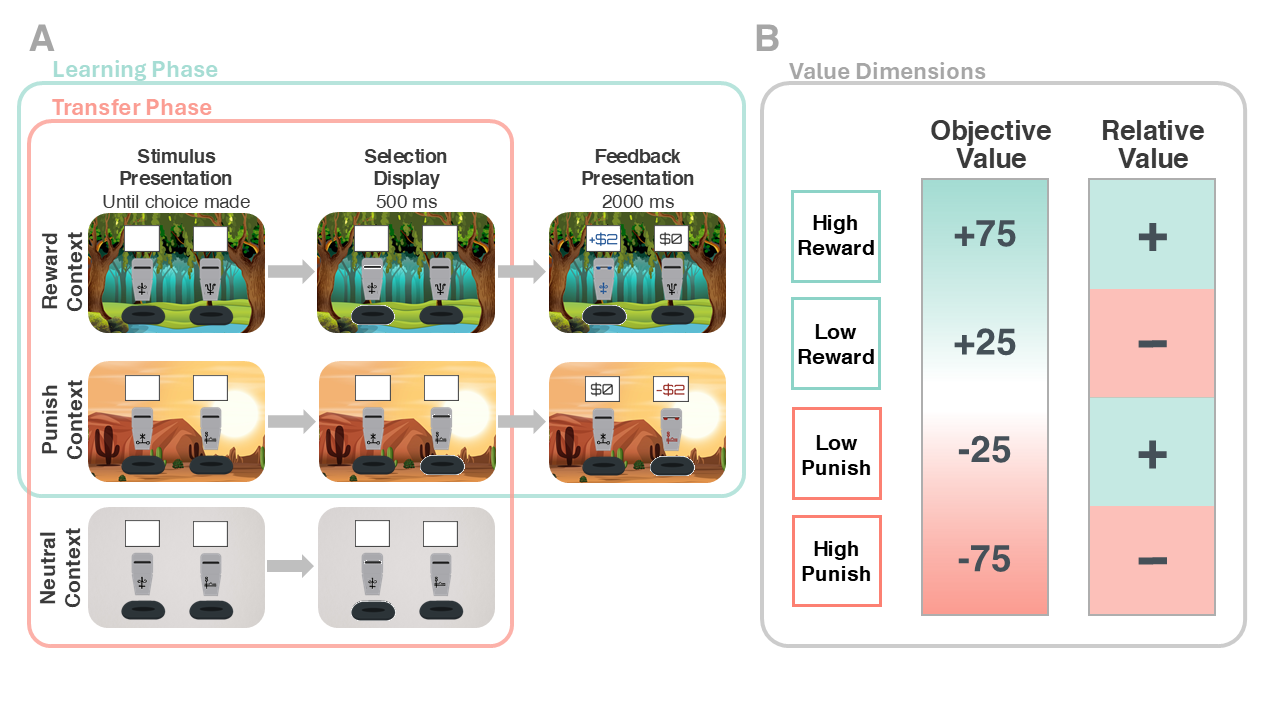 A
Learning Phase
Transfer Phase
Stimulus
Presentation
Until choice made
Selection
Display
500 ms
Feedback
Presentation
2000 ms
Reward
Context
+$2
$0
Punish
Context
$0
-$2
Neutral
Context
B
Value Dimensions
Objective
Value
Relative
Value
High
Reward
+75
+
Low
Reward
+25
−
Low
Punish
-25
+
High
Punish
-75
−